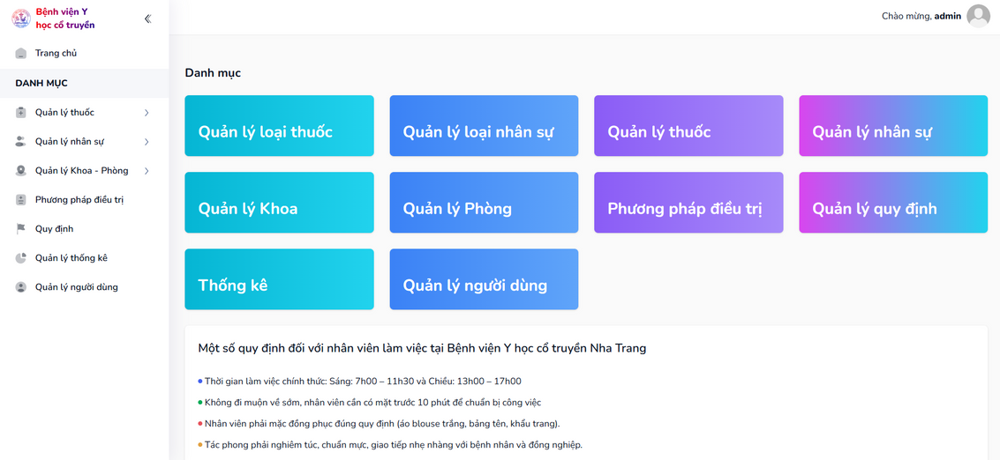 Bệnh viện Y
học cổ truyền
Chào mừng, admin
Trang chủ
DANH MỤC
Quản lý thuốc
Quản lý nhân sự
Quản lý Khoa - Phòng
Phương pháp điều trị
Quy định
Quản lý thống kê
Quản lý người dùng
Danh mục
Quản lý loại thuốc
Quản lý loại nhân sự
Quản lý thuốc
Quản lý nhân sự
Quản lý Khoa
Quản lý Phòng
Phương pháp điều trị
Quản lý quy định
Thống kê
Quản lý người dùng
Một số quy định đối với nhân viên làm việc tại Bệnh viện Y học cổ truyền Nha Trang
Thời gian làm việc chính thức: Sáng: 7h00 – 11h30 và Chiều: 13h00 – 17h00
Không đi muộn về sớm, nhân viên cần có mặt trước 10 phút để chuẩn bị công việc
Nhân viên phải mặc đồng phục đúng quy định (áo blouse trắng, bảng tên, khẩu trang).
Tác phong phải nghiêm túc, chuẩn mực, giao tiếp nhẹ nhàng với bệnh nhân và đồng nghiệp.